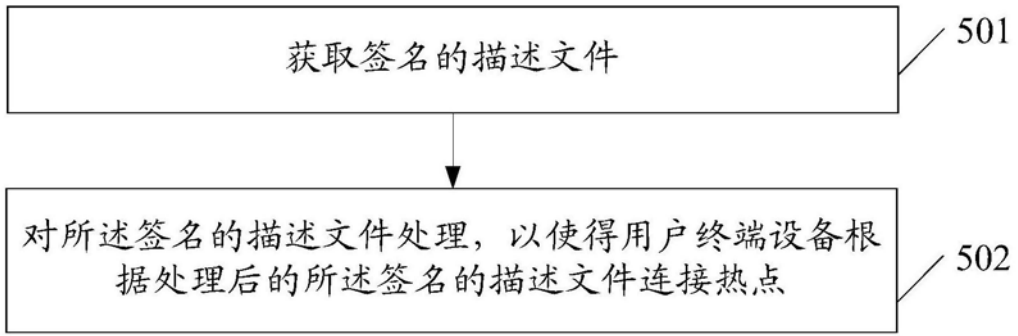 获取签名的描述文件
501
对所述签名的描述文件处理，以使得用户终端设备根
据处理后的所述签名的描述文件连接热点
502